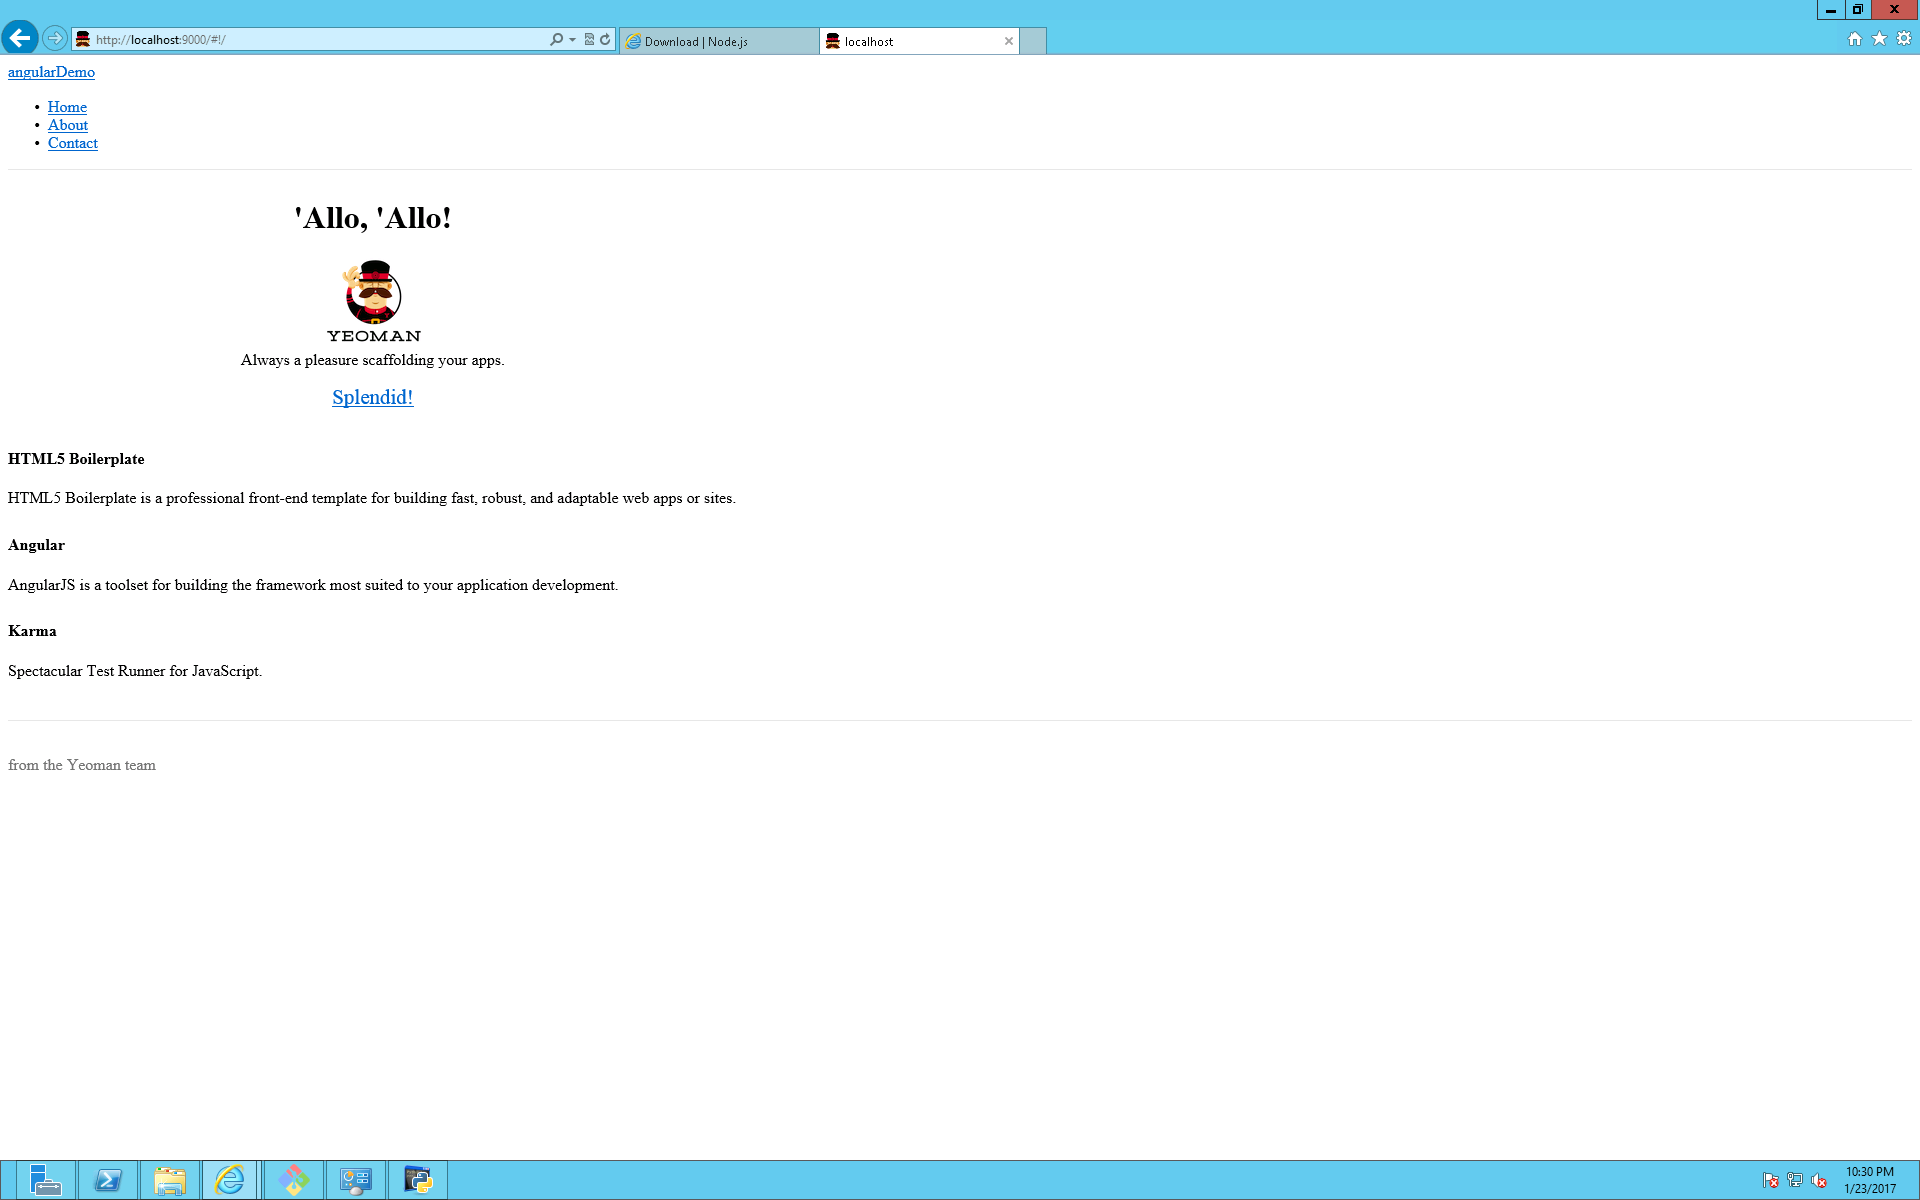 http://localhost:9000/#!/
Download | Node.js
localhost
angularDemo
Home
About
Contact
'Allo, 'Allo!
YEOMAN
Always a pleasure scaffolding your apps.
Splendid!
HTML5 Boilerplate
HTML5 Boilerplate is a professional front-end template for building fast, robust, and adaptable web apps or sites.
Angular
AngularJS is a toolset for building the framework most suited to your application development.
Karma
Spectacular Test Runner for JavaScript.
from the Yeoman team
10:30 PM
1/23/2017